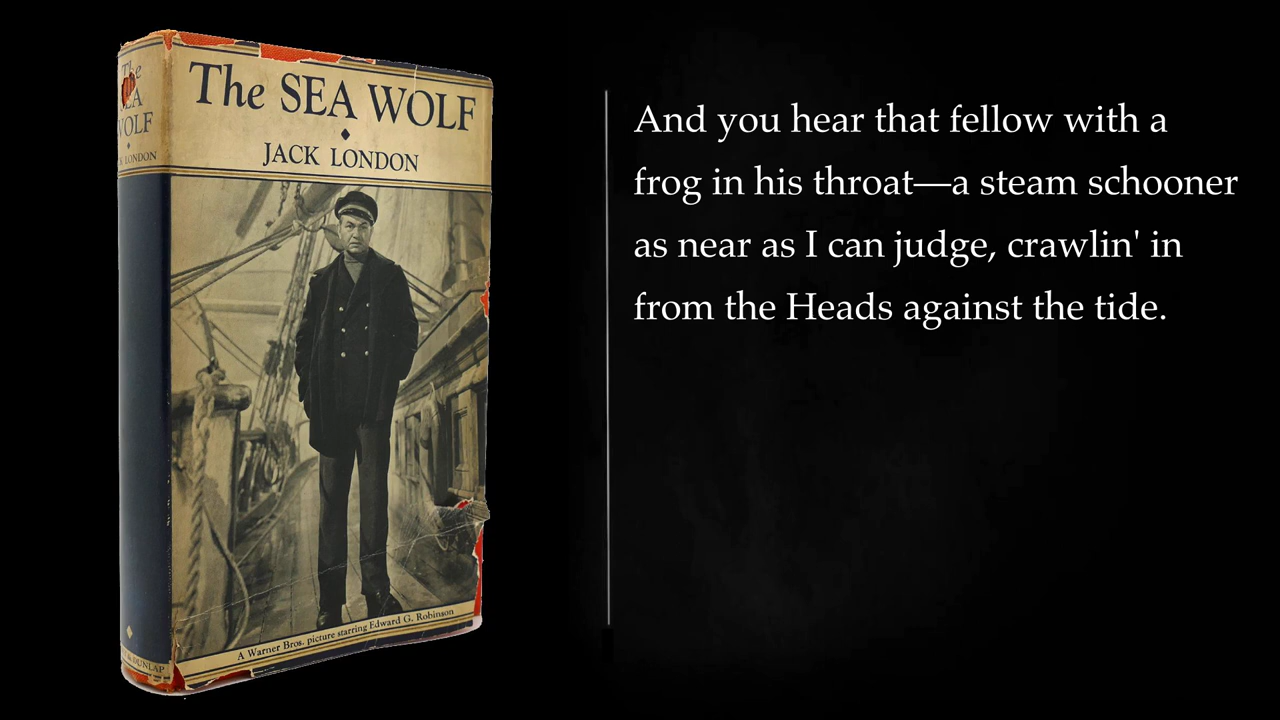 The SEA WOLF
JACK LONDON
A Warner Bros. picture starring Edward G. Robinson
The
SEA
WOLF
LONDON
DUNLAP
And you hear that fellow with a
frog in his throat—a steam schooner
as near as I can judge, crawlin' in
from the Heads against the tide.